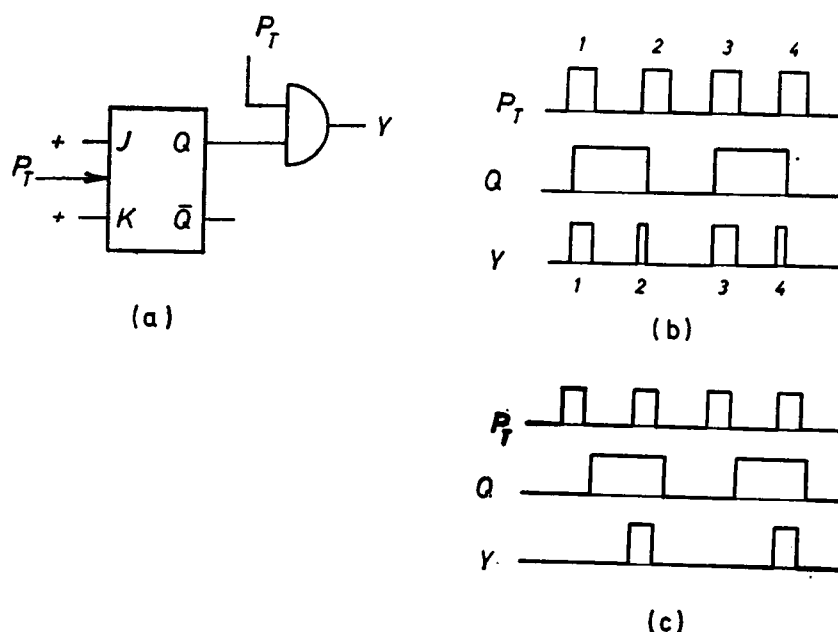 P_T
+ J Q Y
P_T
+ K Q̄
(a)
1 2 3 4
P_T
Q
Y
1 2 3 4
(b)
P_T
Q
Y
(c)